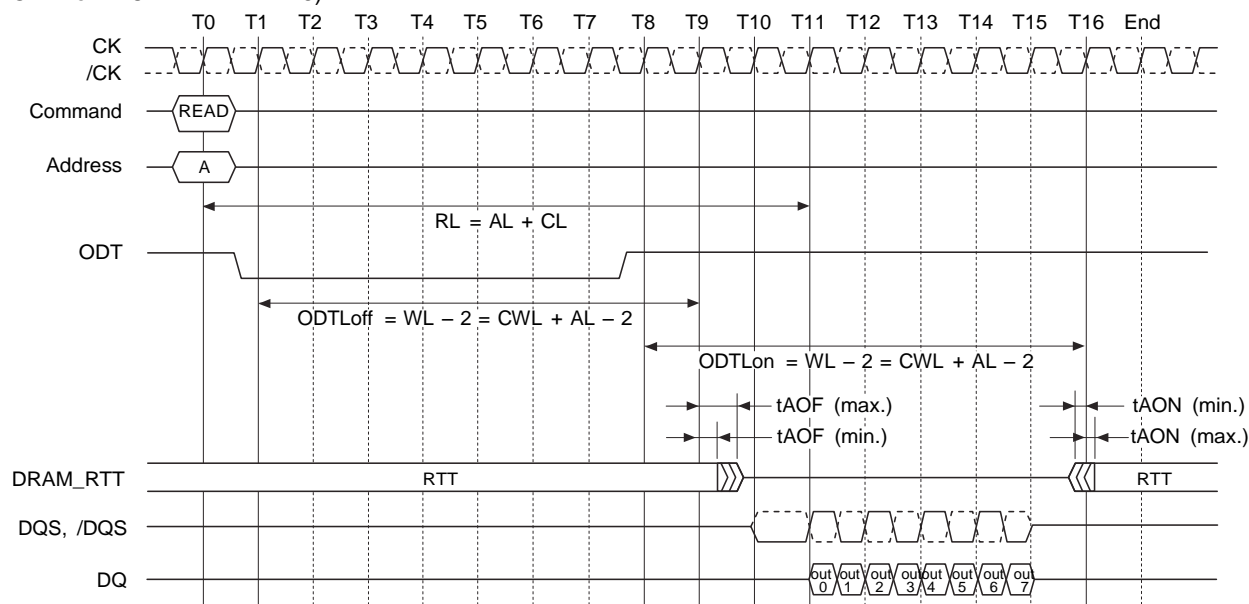 T0 T1 T2 T3 T4 T5 T6 T7 T8 T9 T10 T11 T12 T13 T14 T15 T16 End
CK
/CK
Command READ
Address A
RL = AL + CL
ODT
ODTLoff = WL – 2 = CWL + AL – 2
ODTLon = WL – 2 = CWL + AL – 2
tAOF (max.) tAON (min.)
tAOF (min.) tAON (max.)
DRAM_RTT RTT RTT
DQS, /DQS
DQ out 0 out 1 out 2 out 3 out 4 out 5 out 6 out 7